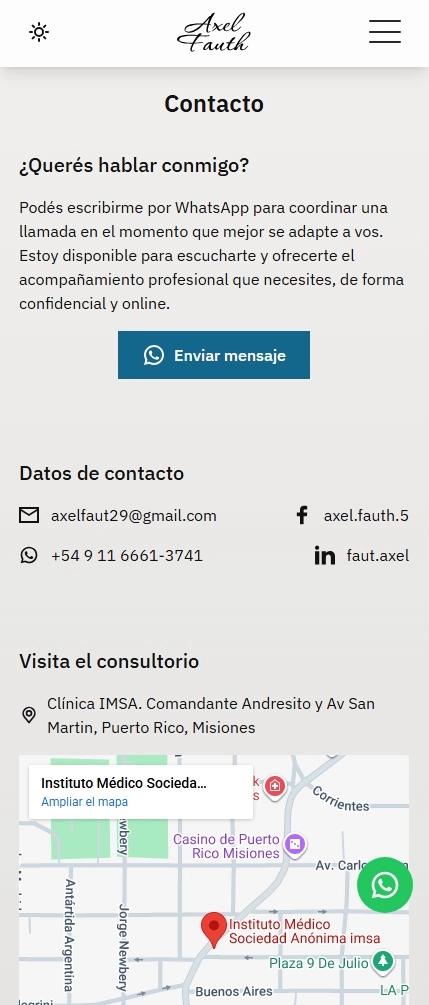 Axel
Fauth
Contacto
¿Querés hablar conmigo?
Podés escribirme por WhatsApp para coordinar una
llamada en el momento que mejor se adapte a vos.
Estoy disponible para escucharte y ofrecerte el
acompañamiento profesional que necesites, de forma
confidencial y online.
Enviar mensaje
Datos de contacto
axelfaut29@gmail.com
axel.fauth.5
+54 9 11 6661-3741
faut.axel
Visita el consultorio
Clínica IMSA. Comandante Andresito y Av San
Martin, Puerto Rico, Misiones
Instituto Médico Socieda...
Ampliar el mapa
k
s
Corrientes
wbery
Casino de Puerto
Rico Misiones
Av. Carlo
Antártida Argentina
Jorge Newbery
Instituto Médico
Sociedad Anónima imsa
Plaza 9 De Julio
Buenos Aires
LA P